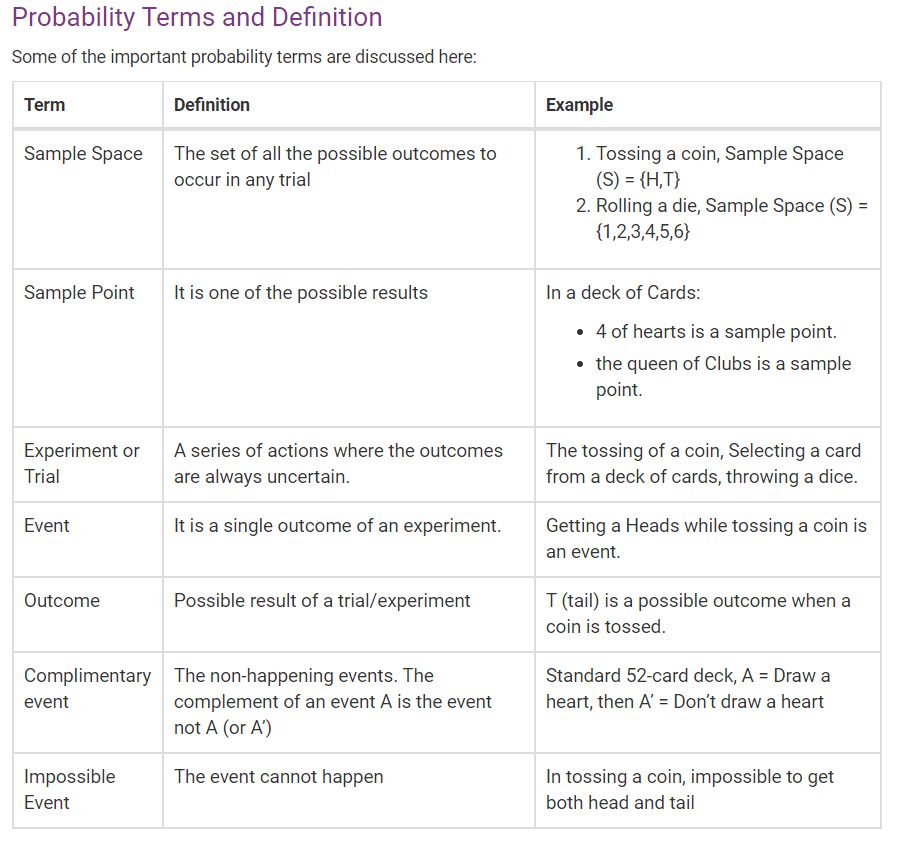 Probability Terms and Definition
Some of the important probability terms are discussed here:
Term Definition Example
Sample Space
The set of all the possible outcomes to
occur in any trial
1. Tossing a coin, Sample Space
(S) = {H,T}
2. Rolling a die, Sample Space (S) =
{1,2,3,4,5,6}
Sample Point
It is one of the possible results
In a deck of Cards:
• 4 of hearts is a sample point.
• the queen of Clubs is a sample
point.
Experiment or
Trial
A series of actions where the outcomes
are always uncertain.
The tossing of a coin, Selecting a card
from a deck of cards, throwing a dice.
Event
It is a single outcome of an experiment.
Getting a Heads while tossing a coin is
an event.
Outcome
Possible result of a trial/experiment
T (tail) is a possible outcome when a
coin is tossed.
Complimentary
event
The non-happening events. The
complement of an event A is the event
not A (or A’)
Standard 52-card deck, A = Draw a
heart, then A’ = Don’t draw a heart
Impossible
Event
The event cannot happen
In tossing a coin, impossible to get
both head and tail